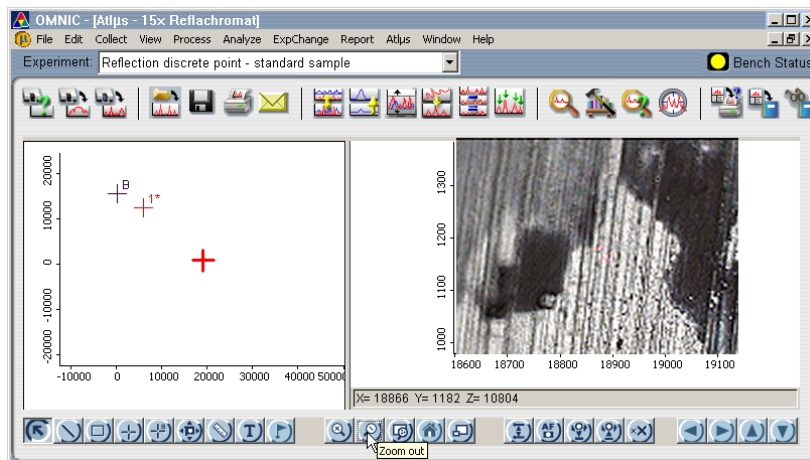 OMNIC - [Atlμs - 15x Reflachromat]
File Edit Collect View Process Analyze ExpChange Report Atlμs Window Help
Experiment: Reflection discrete point - standard sample
Bench Status
20000
10000
0
-10000
-20000
B
1*
-10000 0 10000 20000 30000 40000 50000
1300
1200
1100
1000
18600 18700 18800 18900 19000 19100
X= 18866 Y= 1182 Z= 10804
T
AF
Zoom out